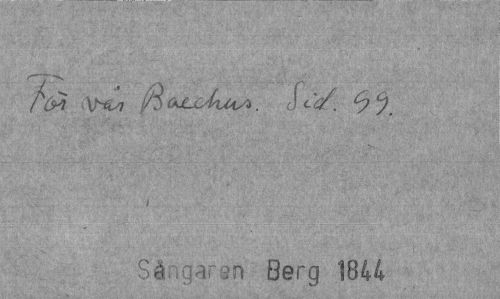 För vår Bacchus. Sid. 99.
Sångaren Berg 1844